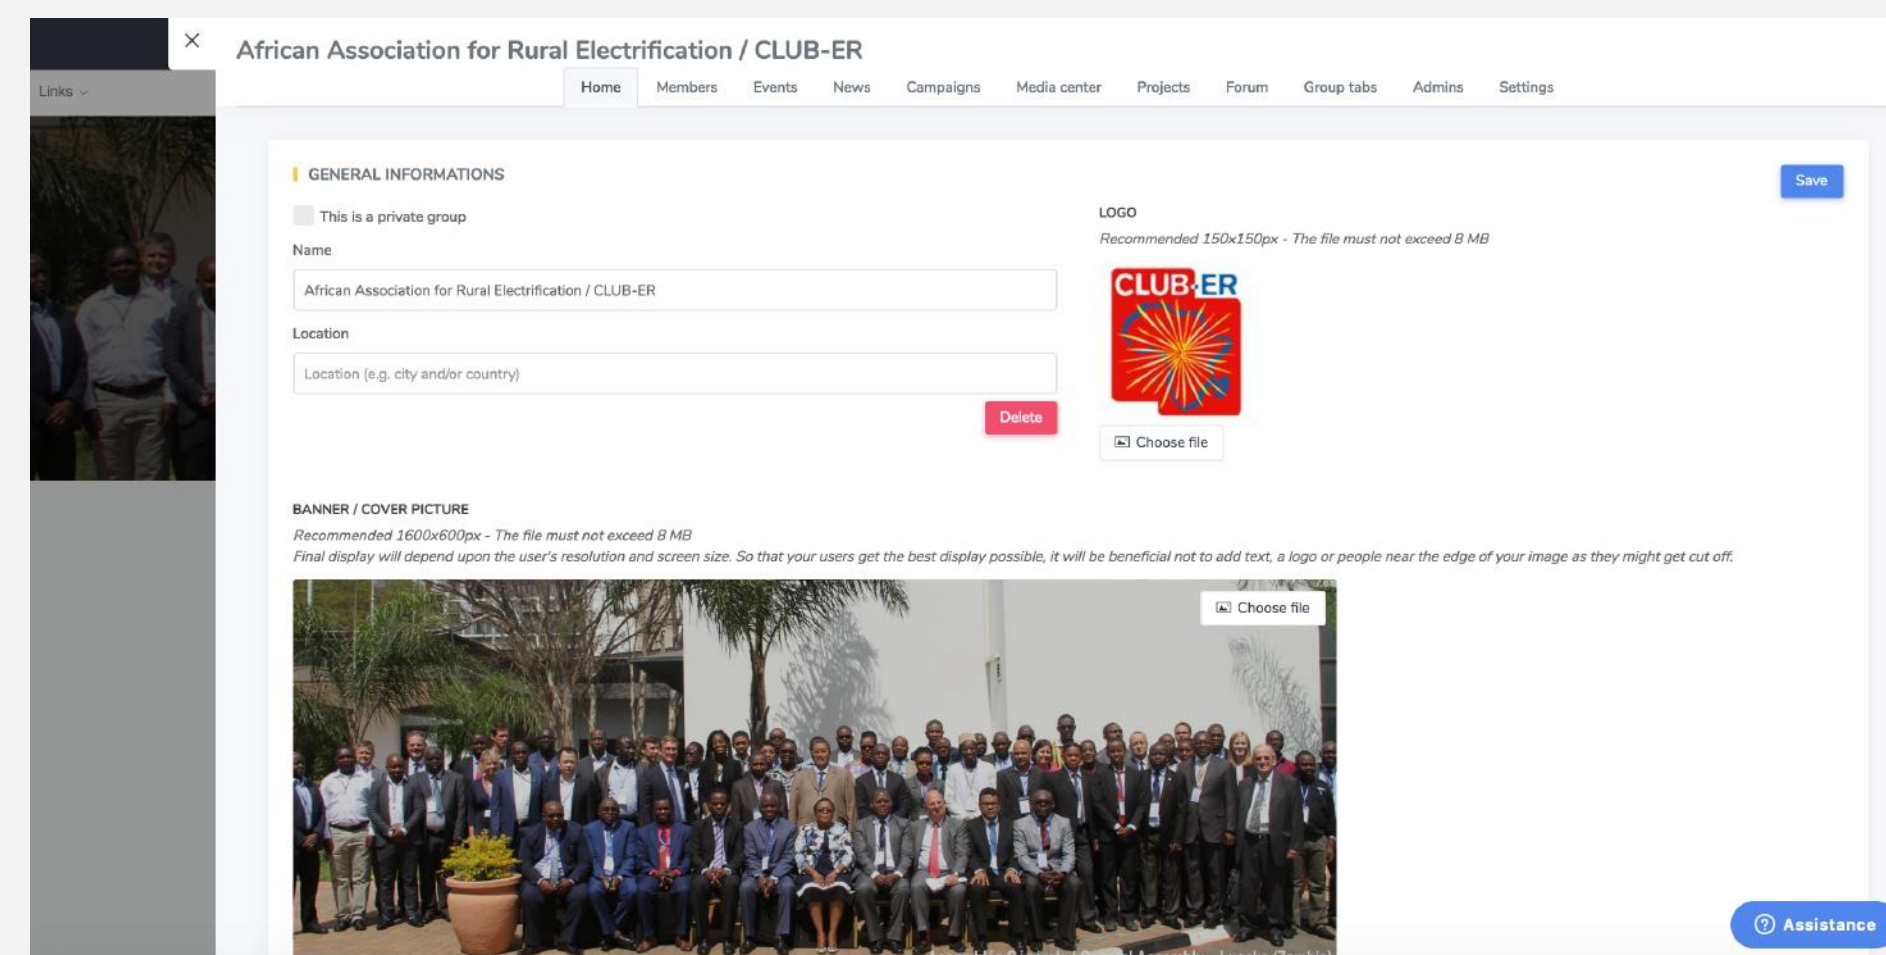 African Association for Rural Electrification / CLUB-ER
Links
Home Members Events News Campaigns Media center Projects Forum Group tabs Admins Settings
GENERAL INFORMATIONS
Save
This is a private group
LOGO
Recommended 150x150px - The file must not exceed 8 MB
Name
African Association for Rural Electrification / CLUB-ER
CLUB-ER
Location
Location (e.g. city and/or country)
Delete
Choose file
BANNER / COVER PICTURE
Recommended 1600x600px - The file must not exceed 8 MB
Final display will depend upon the user's resolution and screen size. So that your users get the best display possible, it will be beneficial not to add text, a logo or people near the edge of your image as they might get cut off.
Choose file
Assistance